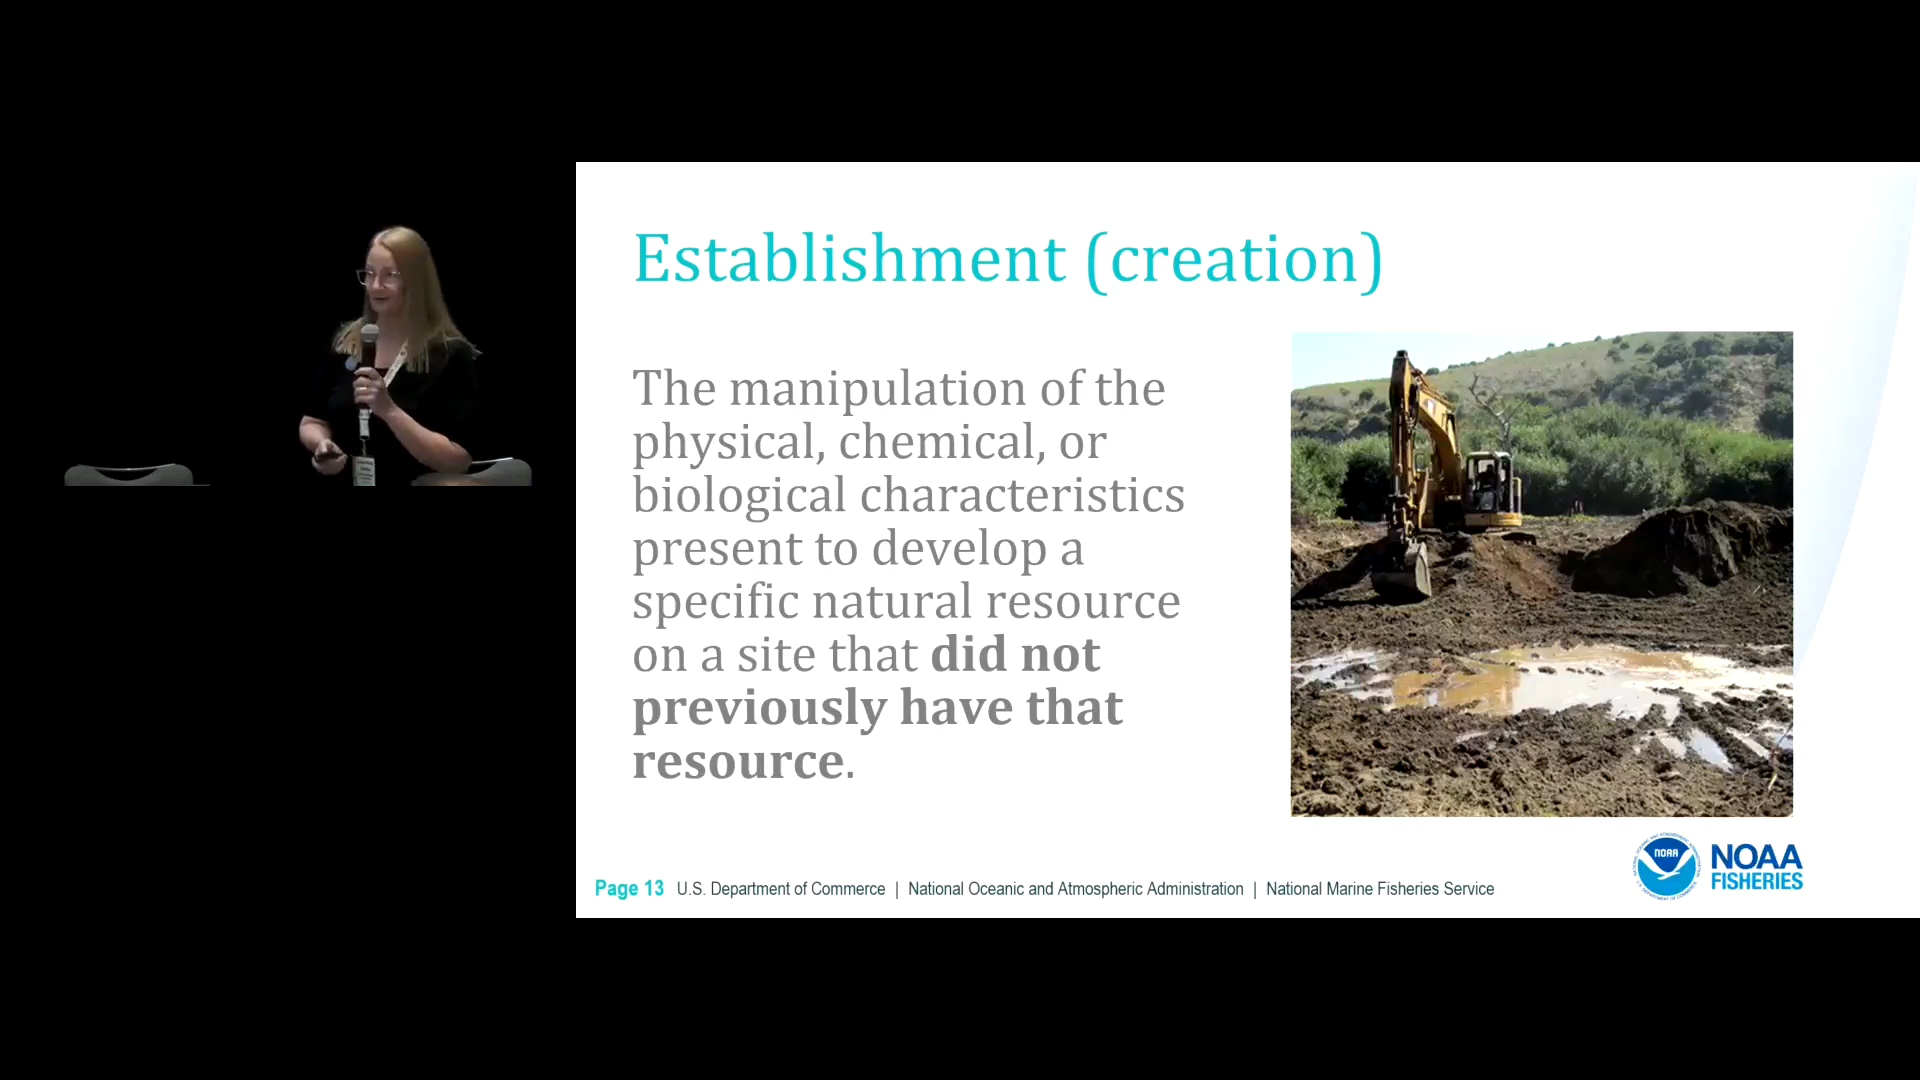 Establishment (creation)
The manipulation of the
physical, chemical, or
biological characteristics
present to develop a
specific natural resource
on a site that did not
previously have that
resource.
NOAA
NOAA
FISHERIES
Page 13 U.S. Department of Commerce | National Oceanic and Atmospheric Administration | National Marine Fisheries Service